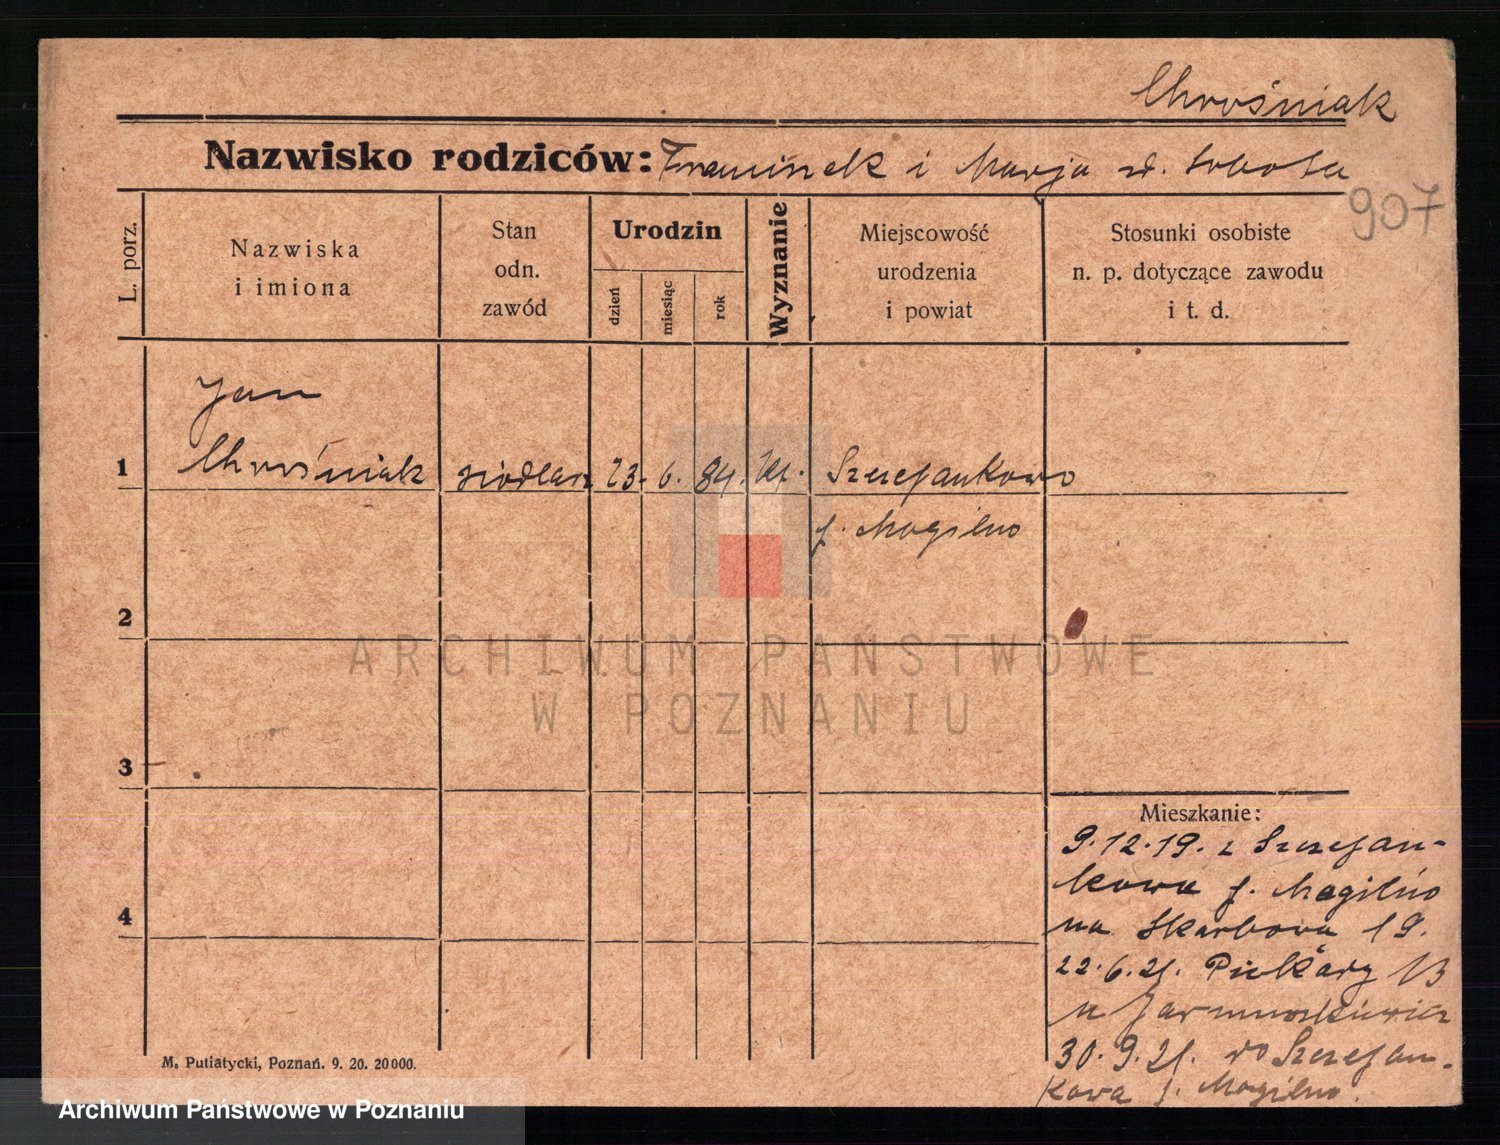 Chrośniak
Nazwisko rodziców: Franciszek i Marja z d. Sobota
907
L. porz.
Nazwiska
i imiona
Stan
odn.
zawód
Urodzin
dzień
miesiąc
rok
Wyznanie
Miejscowość
urodzenia
i powiat
Stosunki osobiste
n. p. dotyczące zawodu
i t. d.
Jan
1 Chrośniak siodlarz 23. 6. 84. kt. Szczepankowo
p. Mogilno
2
ARCHIWUM PAŃSTWOWE
W POZNANIU
3
Mieszkanie:
9.12.19. z Szczepan-
kowa p. Mogilno
4
na Skarbowa 19.
22.6.21. Piekary
30.9.21. do Szczepan-
kowa p. Mogilno.
M. Putiatycki, Poznań. 9. 20. 20000.
Archiwum Państwowe w Poznaniu